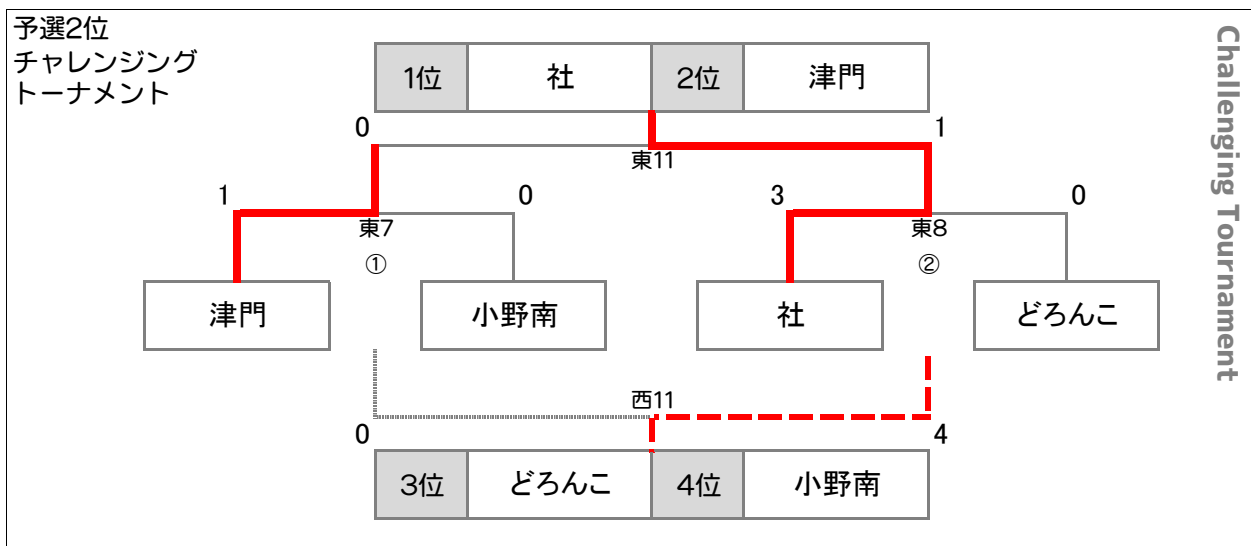 予選2位
チャレンジング
トーナメント
Challenging Tournament
1位 社 2位 津門
0 1
東11
1 0 3 0
東7 東8
① ②
津門 小野南 社 どろんこ
西11
0 4
3位 どろんこ 4位 小野南